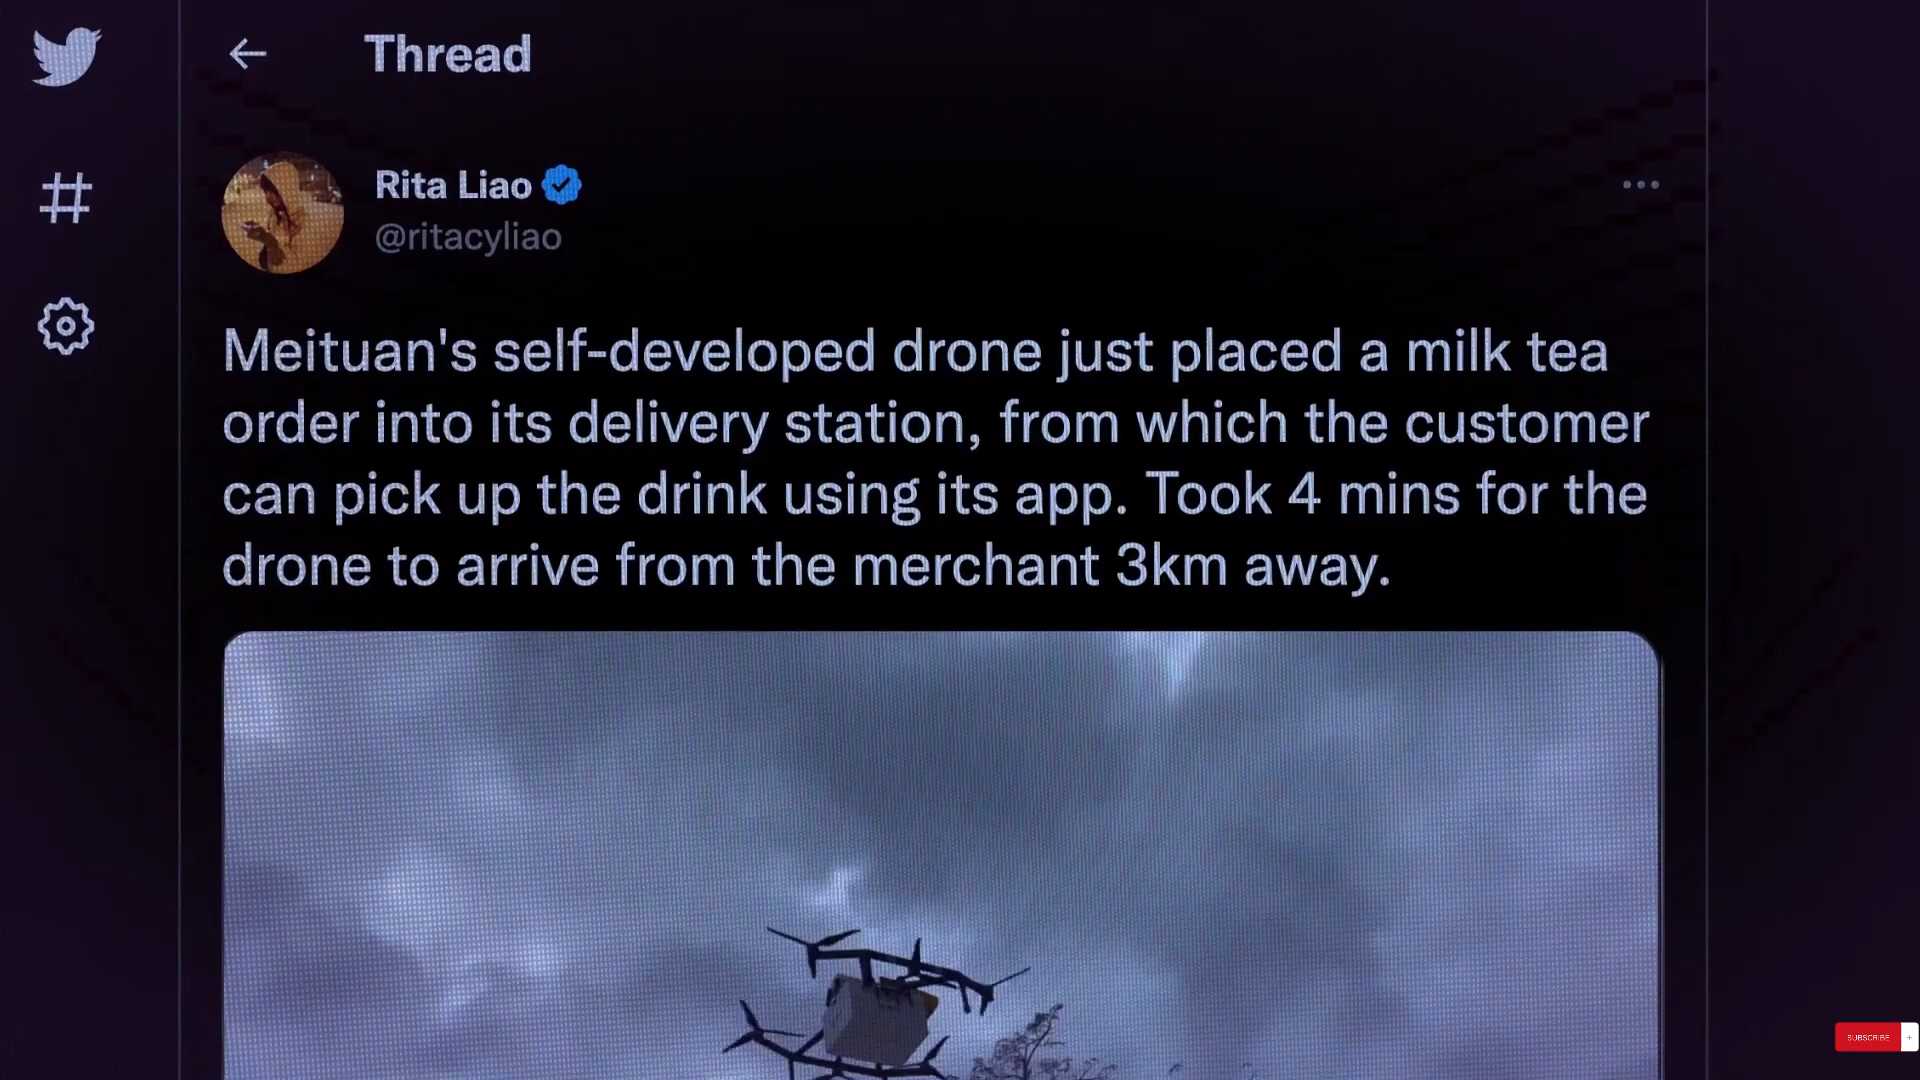 Thread
Rita Liao
@ritacyliao
Meituan's self-developed drone just placed a milk tea
order into its delivery station, from which the customer
can pick up the drink using its app. Took 4 mins for the
drone to arrive from the merchant 3km away.
SUBSCRIBE